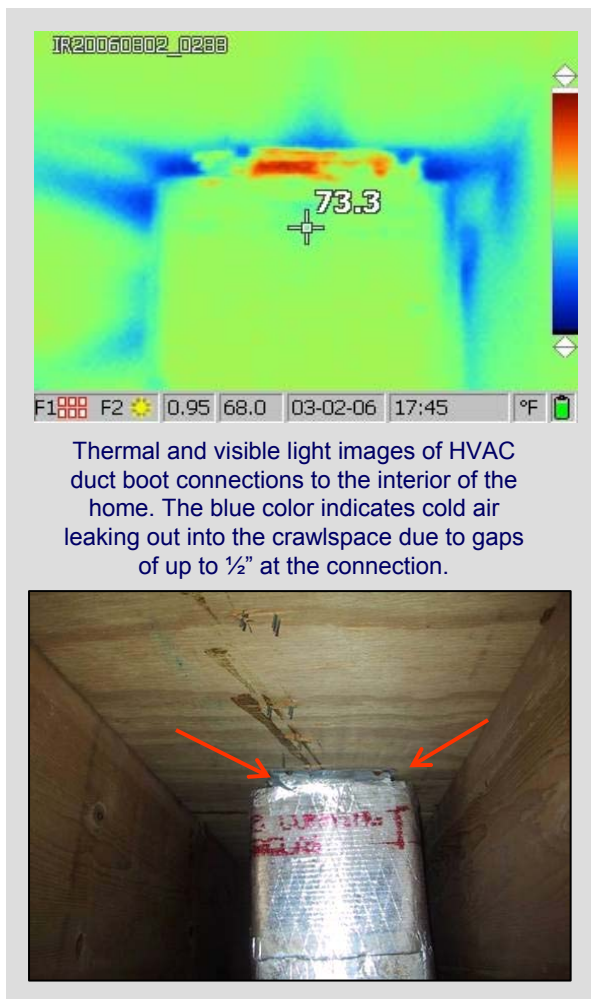 IR20060802_0288
73.3
F1 F2 0.95 68.0 03-02-06 17:45 °F
Thermal and visible light images of HVAC
duct boot connections to the interior of the
home. The blue color indicates cold air
leaking out into the crawlspace due to gaps
of up to ½” at the connection.